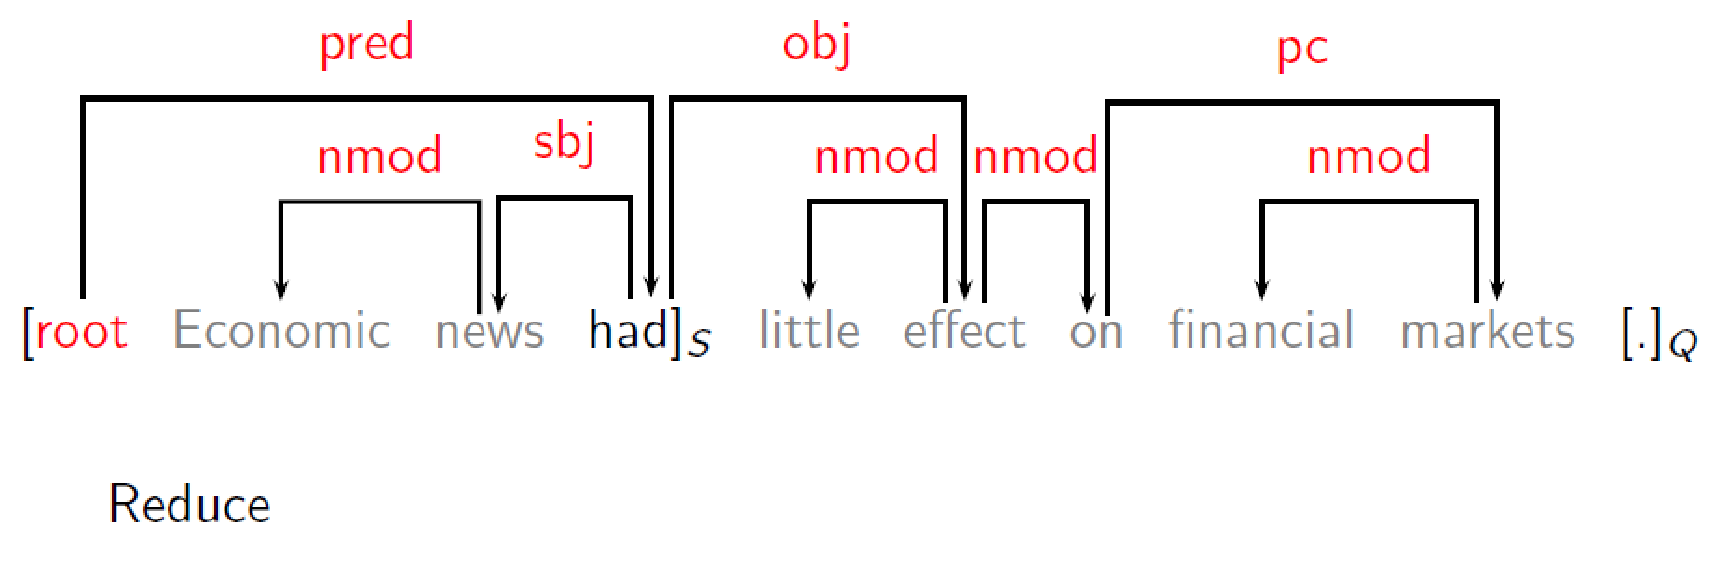 pred obj pc
nmod sbj nmod nmod nmod
[root Economic news had]S little effect on financial markets [.]Q
Reduce